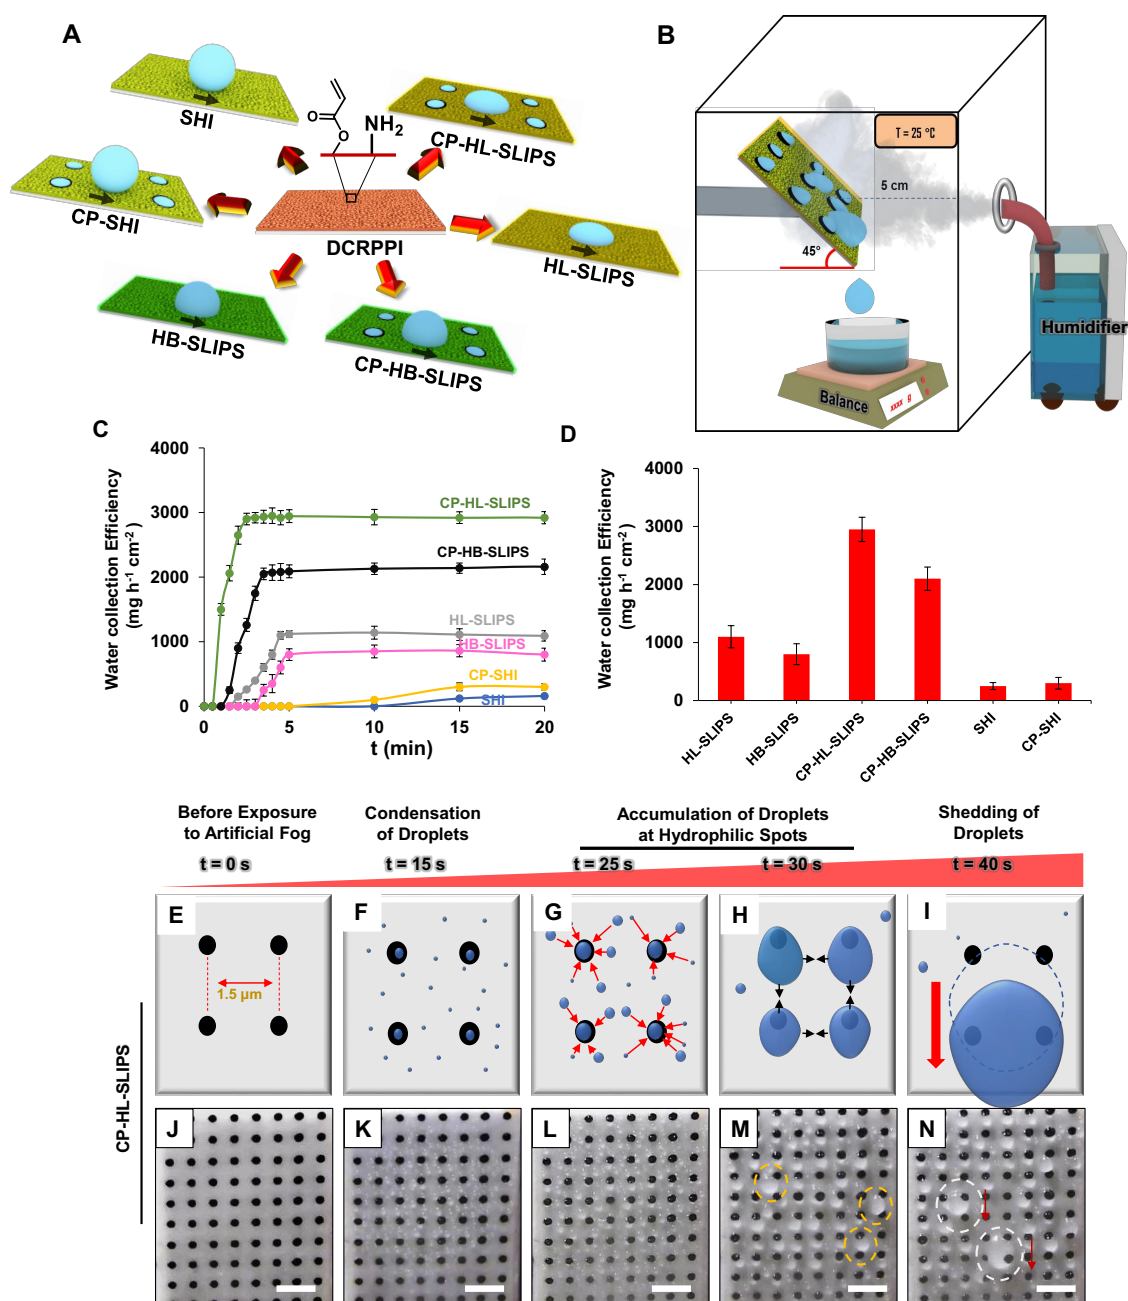 A
SHI
NH2
O
O
CP-HL-SLIPS
CP-SHI
DCRPPI
HL-SLIPS
HB-SLIPS
CP-HB-SLIPS
B
T = 25 °C
5 cm
45°
Humidifier
Balance
xxxx g
C
Water collection Efficiency
(mg h-1 cm-2)
4000
3000
2000
1000
0
CP-HL-SLIPS
CP-HB-SLIPS
HL-SLIPS
HB-SLIPS
CP-SHI
SHI
0 5 10 15 20
t (min)
D
Water collection Efficiency
(mg h-1 cm-2)
4000
3000
2000
1000
0
HL-SLIPS
HB-SLIPS
CP-HL-SLIPS
CP-HB-SLIPS
SHI
CP-SHI
Before Exposure
to Artificial Fog
Condensation
of Droplets
Accumulation of Droplets
at Hydrophilic Spots
Shedding of
Droplets
t = 0 s
t = 15 s
t = 25 s
t = 30 s
t = 40 s
CP-HL-SLIPS
E
1.5 µm
F
G
H
I
J
K
L
M
N